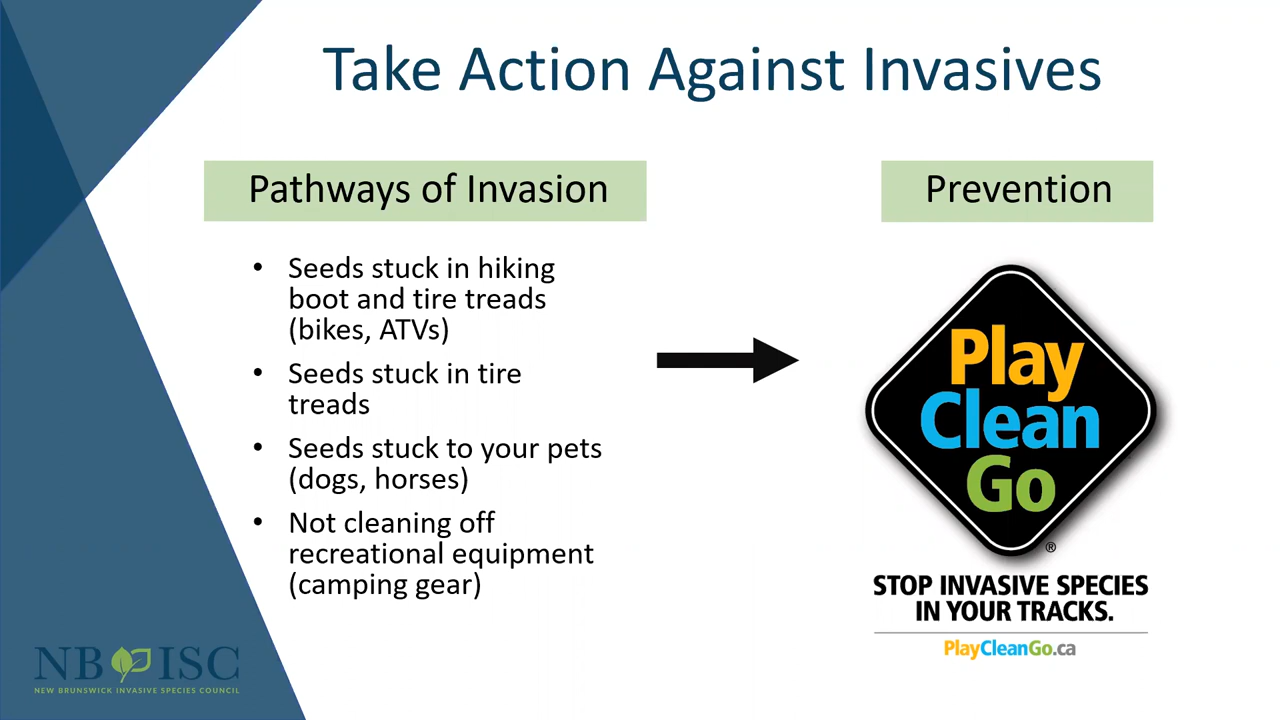 Take Action Against Invasives
Pathways of Invasion
• Seeds stuck in hiking
boot and tire treads
(bikes, ATVs)
• Seeds stuck in tire
treads
• Seeds stuck to your pets
(dogs, horses)
• Not cleaning off
recreational equipment
(camping gear)
Prevention
Play
Clean
Go
®
STOP INVASIVE SPECIES
IN YOUR TRACKS.
PlayCleanGo.ca
NB ISC
NEW BRUNSWICK INVASIVE SPECIES COUNCIL